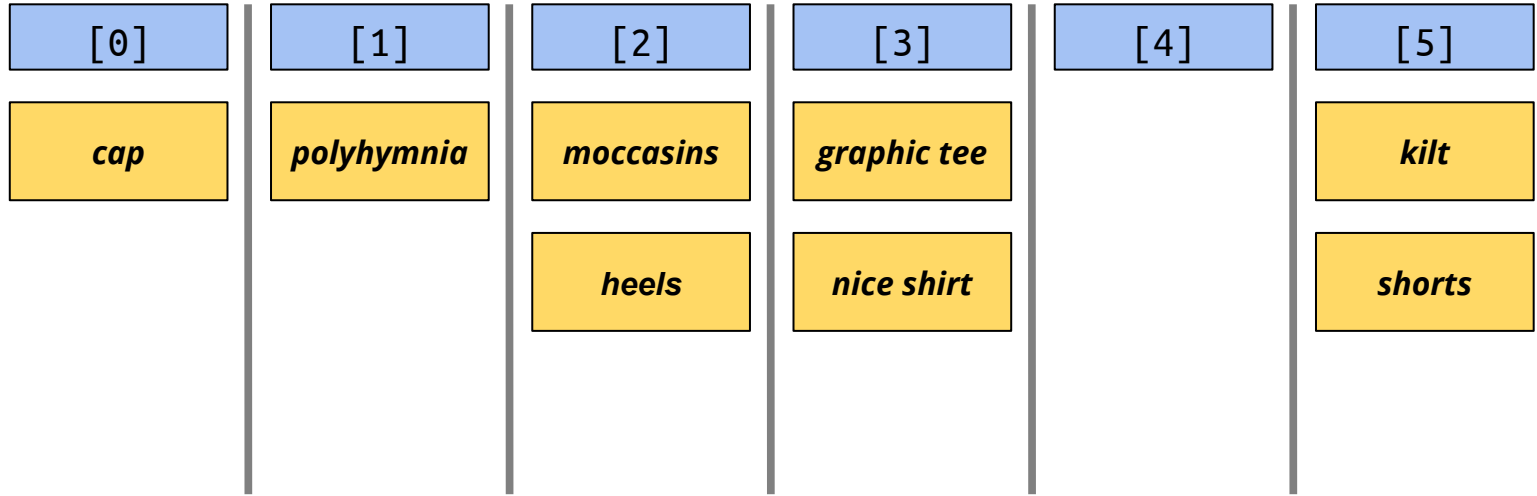 [0] [1] [2] [3] [4] [5]
cap polyhymnia moccasins graphic tee kilt
heels nice shirt shorts